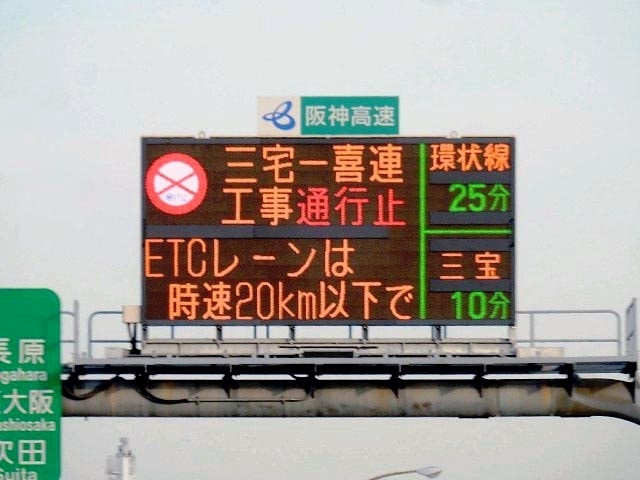 阪神高速
三宅ー喜連
工事通行止
ETCレーンは
時速20km以下で
環状線
25分
三宝
10分
長原
大阪
吹田
Suita